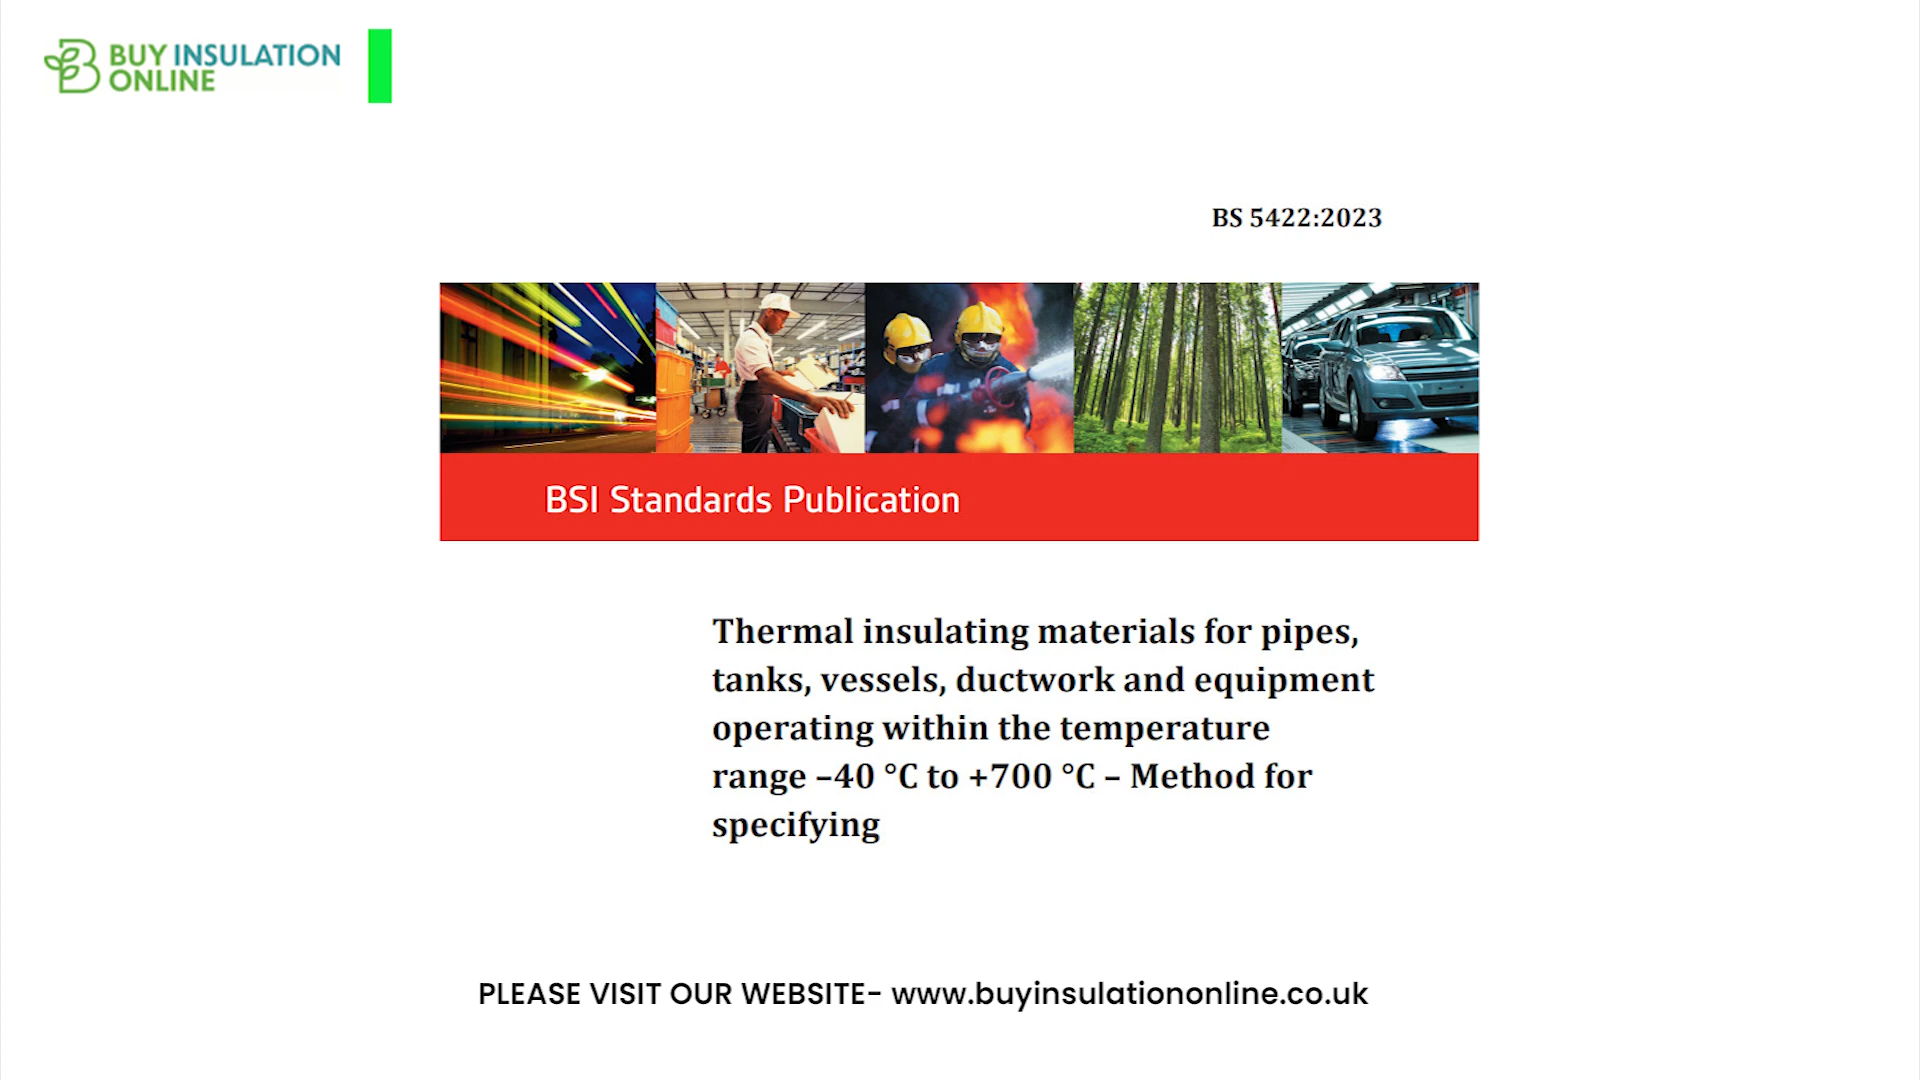 BUY INSULATION
ONLINE
BS 5422:2023
BSI Standards Publication
Thermal insulating materials for pipes,
tanks, vessels, ductwork and equipment
operating within the temperature
range –40 °C to +700 °C – Method for
specifying
PLEASE VISIT OUR WEBSITE- www.buyinsulationonline.co.uk